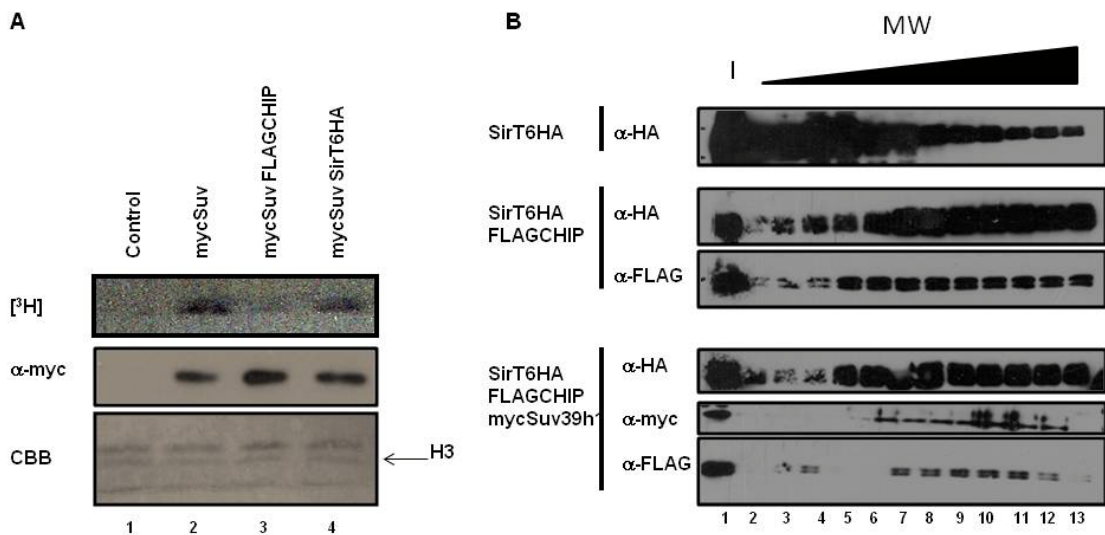 A
Control
mycSuv
mycSuv FLAGCHIP
mycSuv SirT6HA
[³H]
α-myc
CBB
H3
1 2 3 4
B
MW
I
SirT6HA α-HA
SirT6HA
FLAGCHIP
α-HA
α-FLAG
SirT6HA
FLAGCHIP
mycSuv39h1
α-HA
α-myc
α-FLAG
1 2 3 4 5 6 7 8 9 10 11 12 13